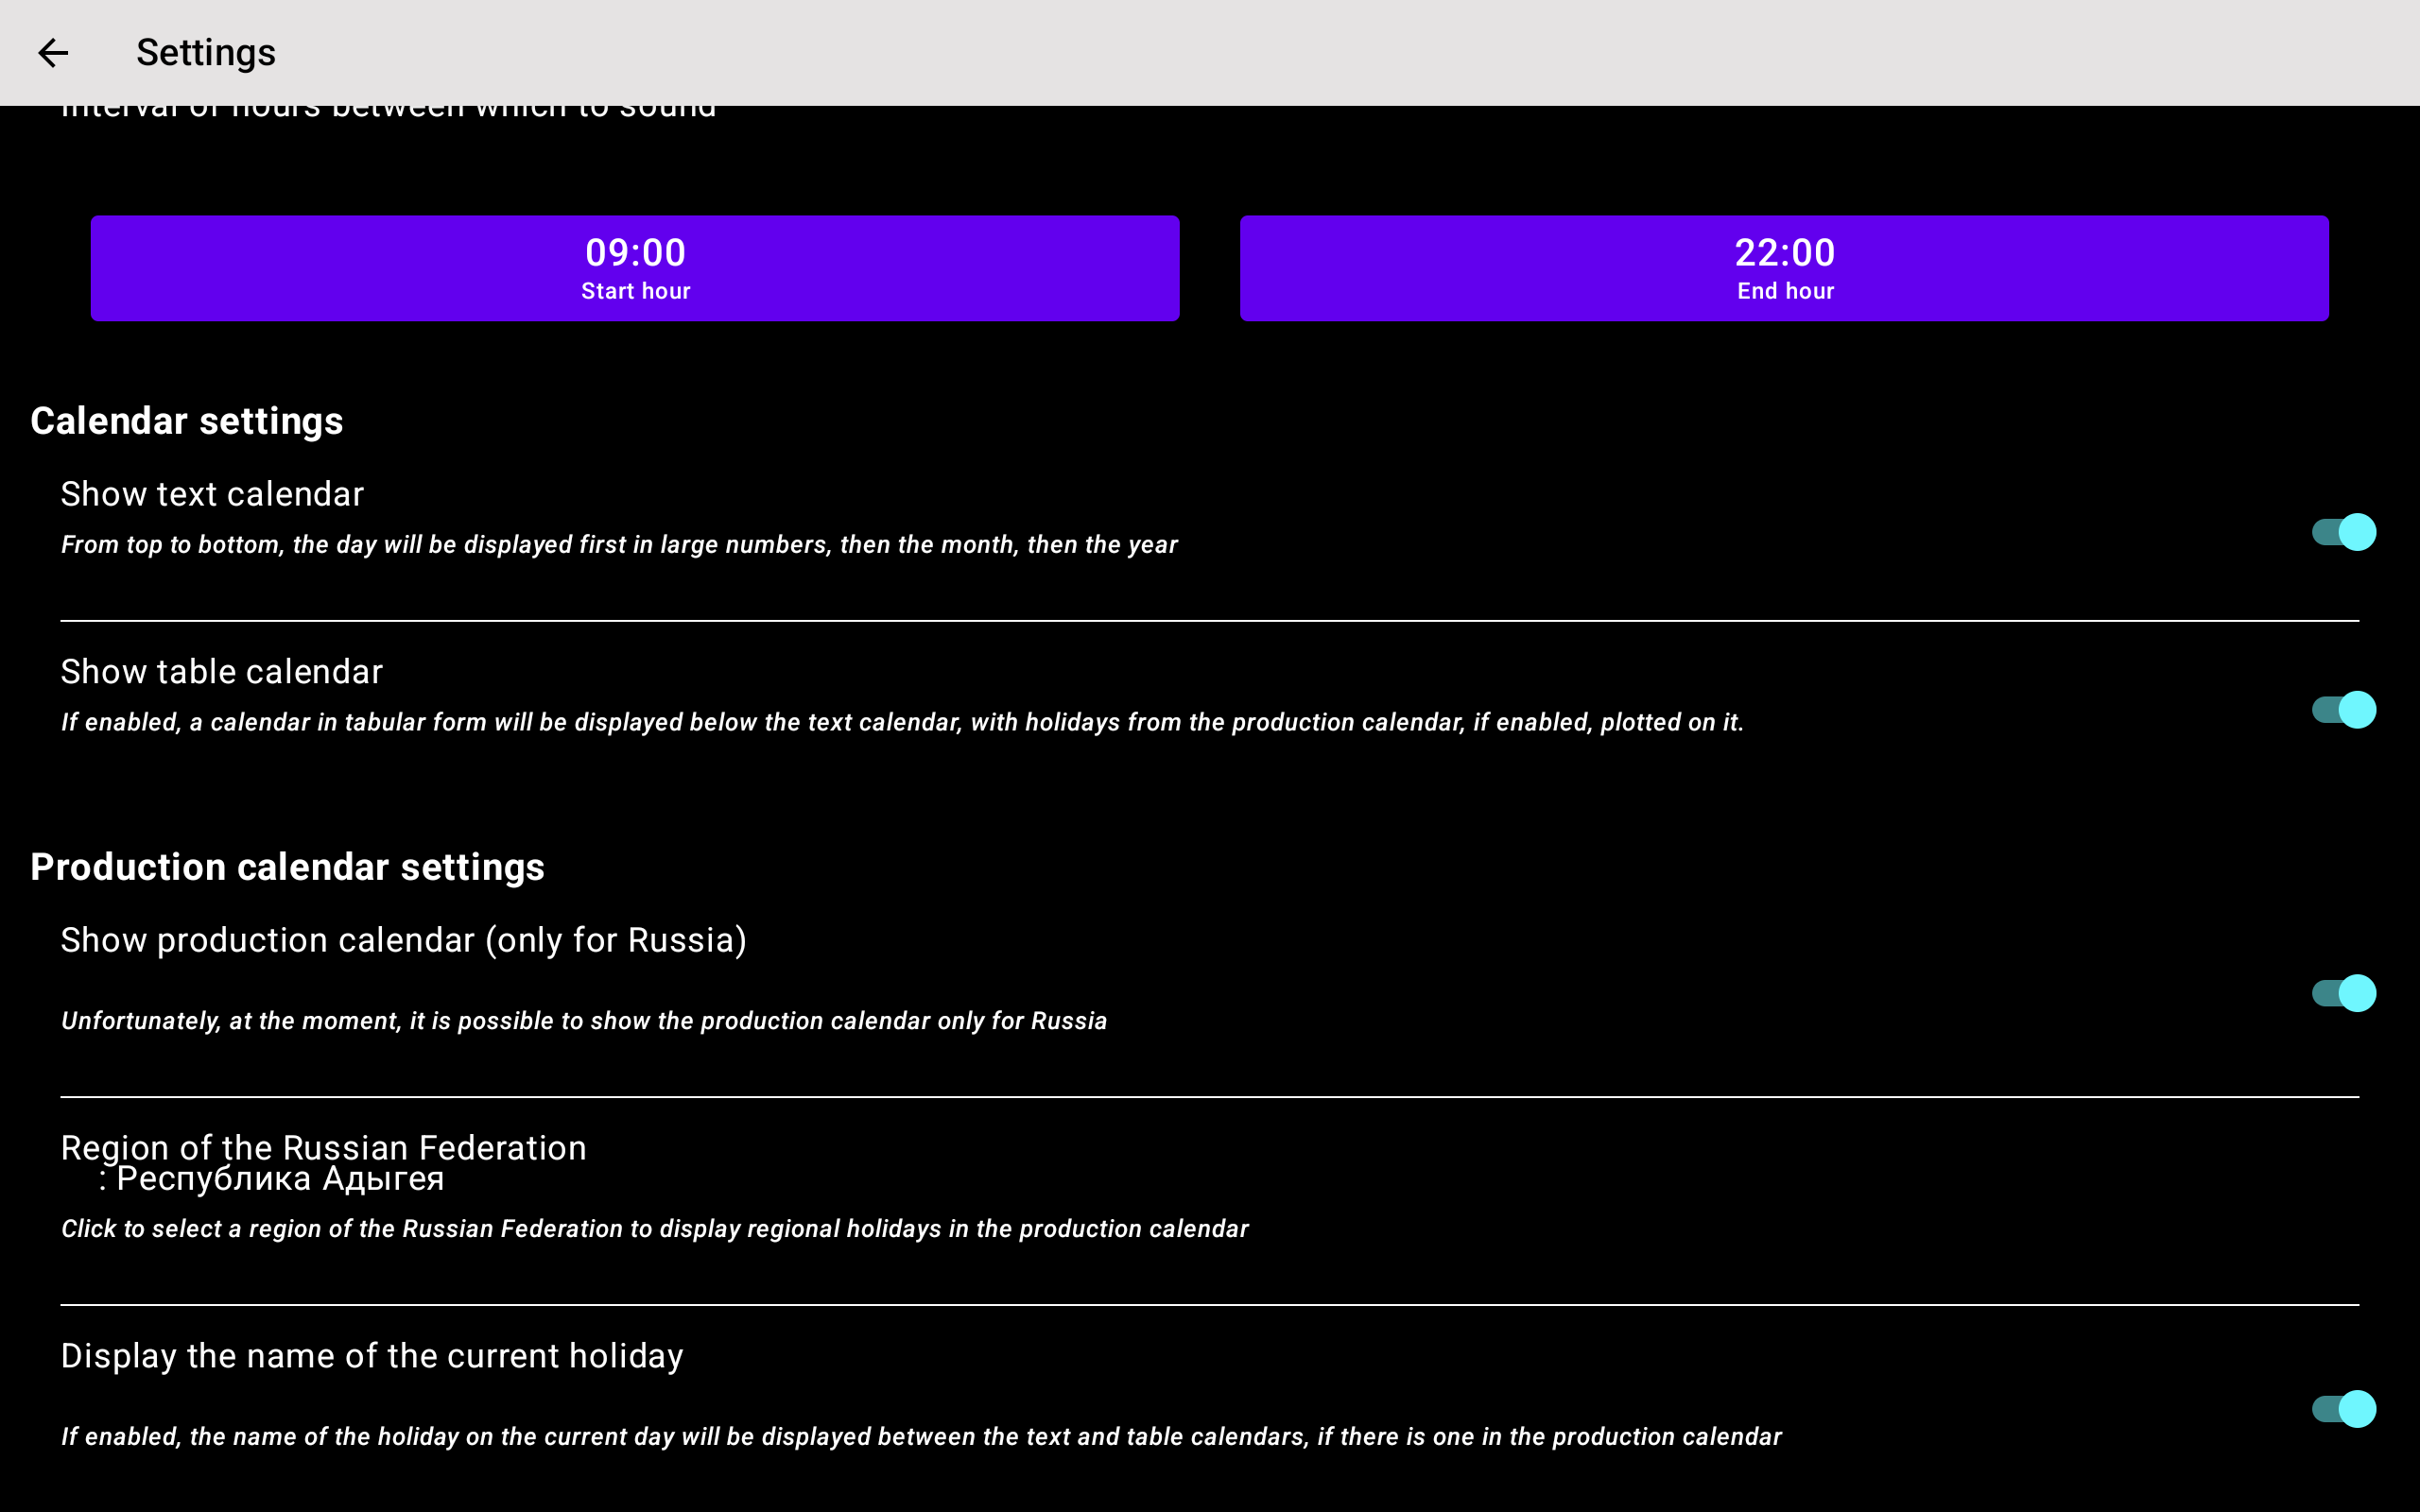 Settings
Interval of hours between which to sound
09:00
Start hour
22:00
End hour
Calendar settings
Show text calendar
From top to bottom, the day will be displayed first in large numbers, then the month, then the year
Show table calendar
If enabled, a calendar in tabular form will be displayed below the text calendar, with holidays from the production calendar, if enabled, plotted on it.
Production calendar settings
Show production calendar (only for Russia)
Unfortunately, at the moment, it is possible to show the production calendar only for Russia
Region of the Russian Federation
: Республика Адыгея
Click to select a region of the Russian Federation to display regional holidays in the production calendar
Display the name of the current holiday
If enabled, the name of the holiday on the current day will be displayed between the text and table calendars, if there is one in the production calendar